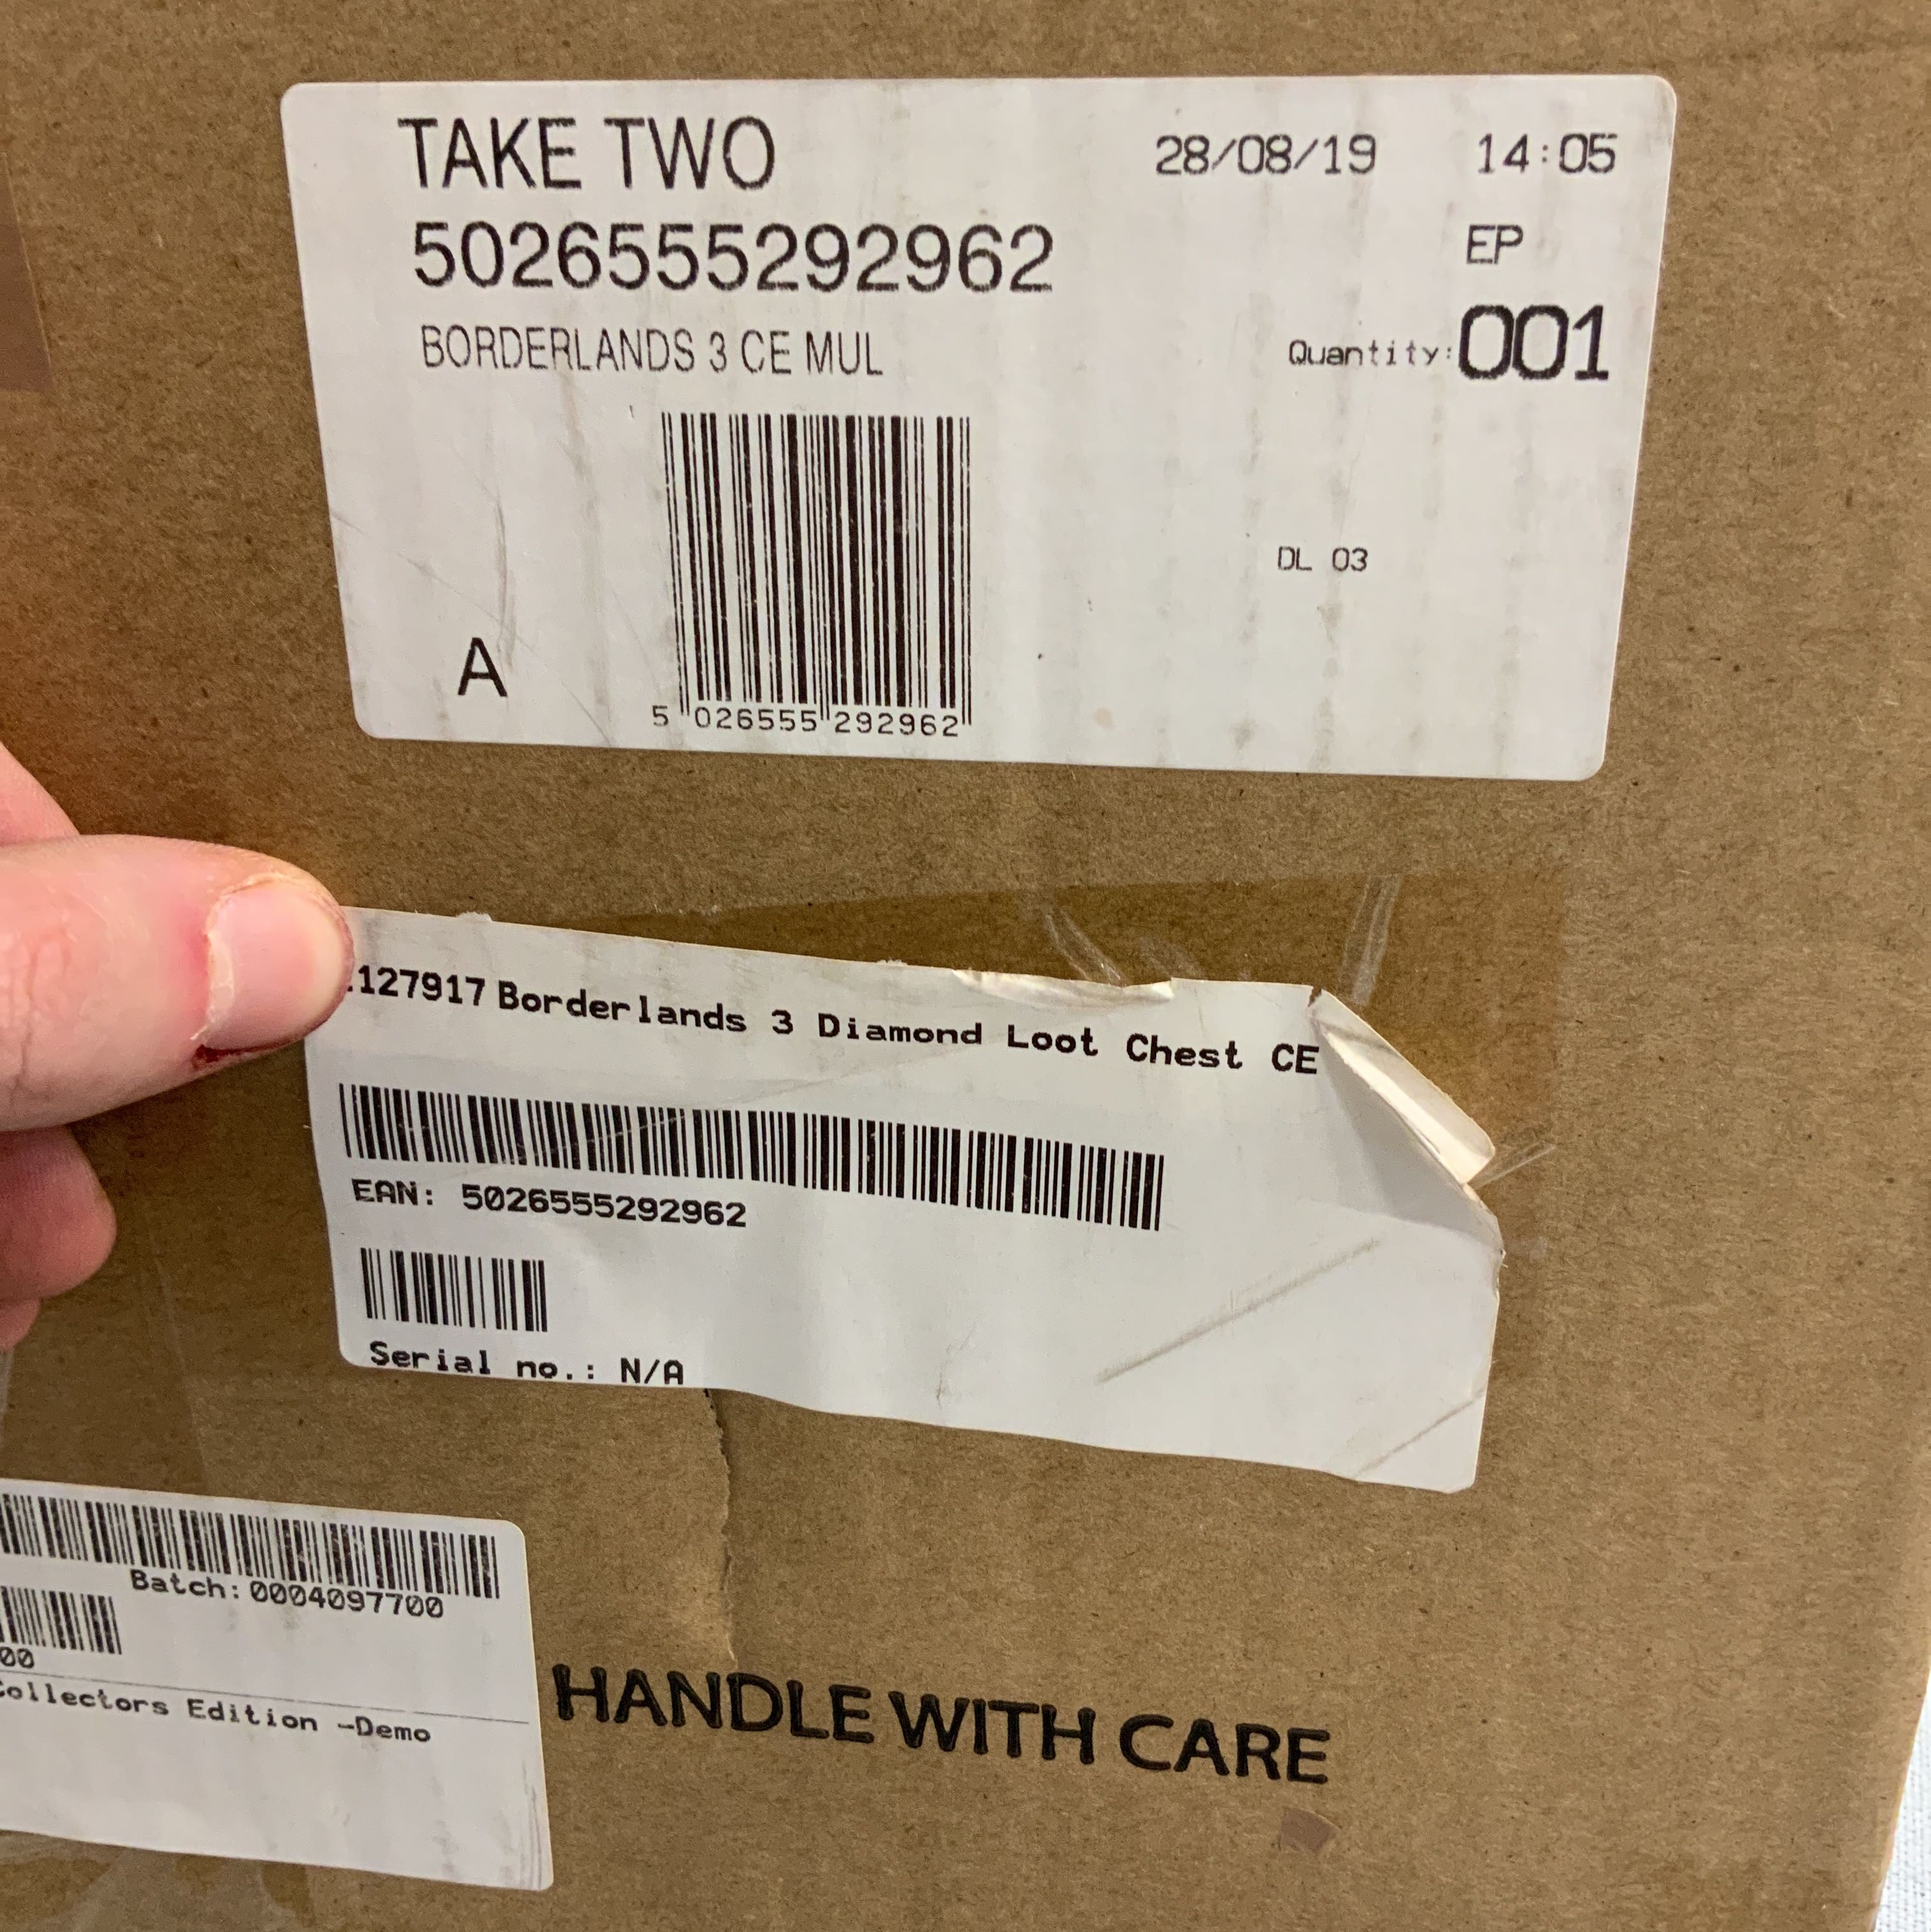 TAKE TWO 28/08/19 14:05
5026555292962 EP
BORDERLANDS 3 CE MUL Quantity: 001
DL 03
A
5 026555 292962
127917 Borderlands 3 Diamond Loot Chest CE
EAN: 5026555292962
Serial no.: N/A
Batch: 0004097700
00
Collectors Edition -Demo
HANDLE WITH CARE